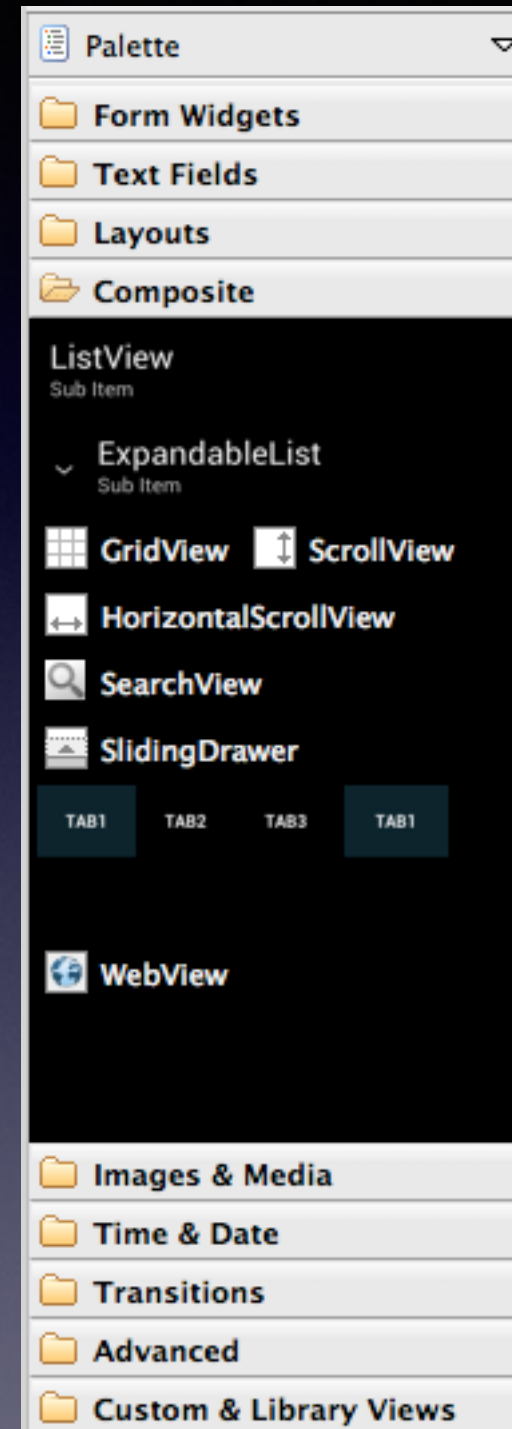 Palette
Form Widgets
Text Fields
Layouts
Composite
ListView
Sub Item
ExpandableList
Sub Item
GridView ScrollView
HorizontalScrollView
SearchView
SlidingDrawer
TAB1 TAB2 TAB3 TAB1
WebView
Images & Media
Time & Date
Transitions
Advanced
Custom & Library Views